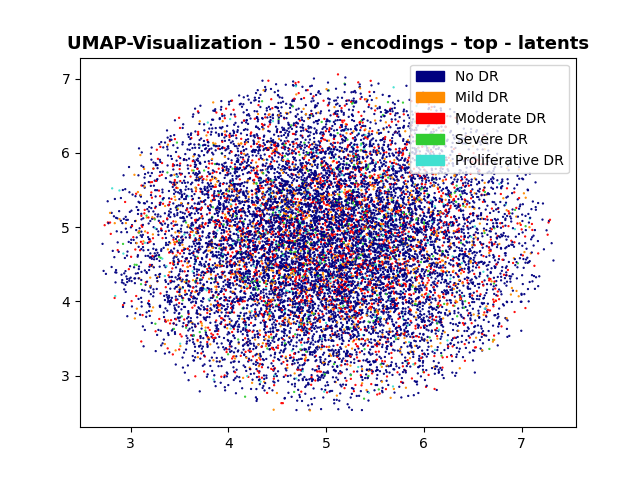 UMAP-Visualization - 150 - encodings - top - latents
No DR
Mild DR
Moderate DR
Severe DR
Proliferative DR
7
6
5
4
3
3 4 5 6 7